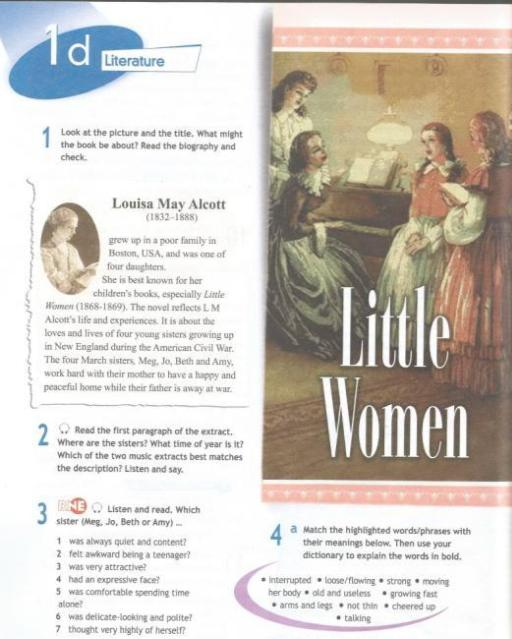 1d Literature
1 Look at the picture and the title. What might
the book be about? Read the biography and
check.
Louisa May Alcott
(1832-1888)
grew up in a poor family in
Boston, USA, and was one of
four daughters.
She is best known for her
children's books, especially Little
Women (1868-1869). The novel reflects L M
Alcott's life and experiences. It is about the
loves and lives of four young sisters growing up
in New England during the American Civil War.
The four March sisters, Meg, Jo, Beth and Amy,
work hard with their mother to have a happy and
peaceful home while their father is away at war.
2 Read the first paragraph of the extract.
Where are the sisters? What time of year is it?
Which of the two music extracts best matches
the description? Listen and say.
3 Listen and read. Which
sister (Meg, Jo, Beth or Amy) ...
1 was always quiet and content?
2 felt awkward being a teenager?
3 was very attractive?
4 had an expressive face?
5 was comfortable spending time
alone?
6 was delicate-looking and polite?
7 thought very highly of herself?
Little
Women
4 a Match the highlighted words/phrases with
their meanings below. Then use your
dictionary to explain the words in bold.
• interrupted • loose/flowing • strong • moving
her body • old and useless • growing fast
• arms and legs • not thin • cheered up
• talking